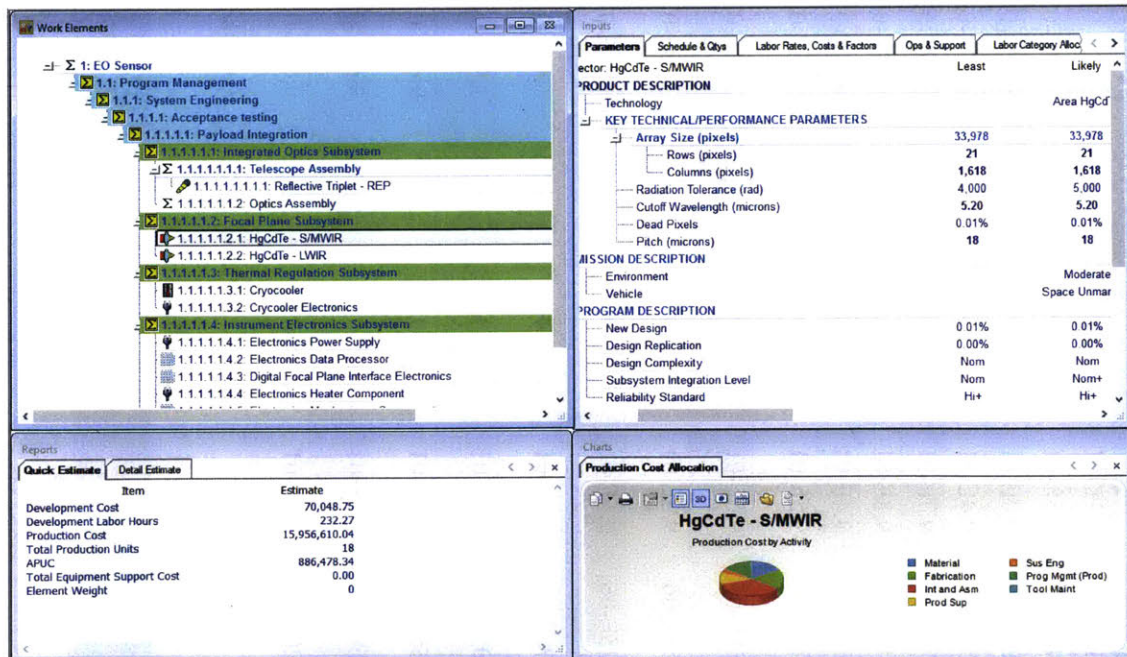 Work Elements
Σ 1: EO Sensor
Σ 1.1: Program Management
Σ 1.1.1: System Engineering
Σ 1.1.1.1: Acceptance testing
Σ 1.1.1.1.1: Payload Integration
Σ 1.1.1.1.1.1: Integrated Optics Subsystem
Σ 1.1.1.1.1.1.1: Telescope Assembly
1.1.1.1.1.1.1.1: Reflective Triplet - REP
Σ 1.1.1.1.1.1.2: Optics Assembly
Σ 1.1.1.1.1.2: Focal Plane Subsystem
1.1.1.1.1.2.1: HgCdTe - S/MWIR
1.1.1.1.1.2.2: HgCdTe - LWIR
Σ 1.1.1.1.1.3: Thermal Regulation Subsystem
1.1.1.1.1.3.1: Cryocooler
1.1.1.1.1.3.2: Crycooler Electronics
Σ 1.1.1.1.1.4: Instrument Electronics Subsystem
1.1.1.1.1.4.1: Electronics Power Supply
1.1.1.1.1.4.2: Electronics Data Processor
1.1.1.1.1.4.3: Digital Focal Plane Interface Electronics
1.1.1.1.1.4.4: Electronics Heater Component
Inputs
Parameters Schedule & Qtys Labor Rates, Costs & Factors Ops & Support Labor Category Alloc
ector: HgCdTe - S/MWIR Least Likely
PRODUCT DESCRIPTION
Technology Area HgCd
KEY TECHNICAL/PERFORMANCE PARAMETERS
Array Size (pixels) 33,978 33,978
Rows (pixels) 21 21
Columns (pixels) 1,618 1,618
Radiation Tolerance (rad) 4,000 5,000
Cutoff Wavelength (microns) 5.20 5.20
Dead Pixels 0.01% 0.01%
Pitch (microns) 18 18
MISSION DESCRIPTION
Environment Moderate
Vehicle Space Unmar
PROGRAM DESCRIPTION
New Design 0.01% 0.01%
Design Replication 0.00% 0.00%
Design Complexity Nom Nom
Subsystem Integration Level Nom Nom+
Reliability Standard Hi+ Hi+
Reports
Quick Estimate Detail Estimate
Item Estimate
Development Cost 70,048.75
Development Labor Hours 232.27
Production Cost 15,956,610.04
Total Production Units 18
APUC 886,478.34
Total Equipment Support Cost 0.00
Element Weight 0
Charts
Production Cost Allocation
3D
HgCdTe - S/MWIR
Production Cost by Activity
Material Sus Eng
Fabrication Prog Mgmt (Prod)
Int and Asm Tool Maint
Prod Sup